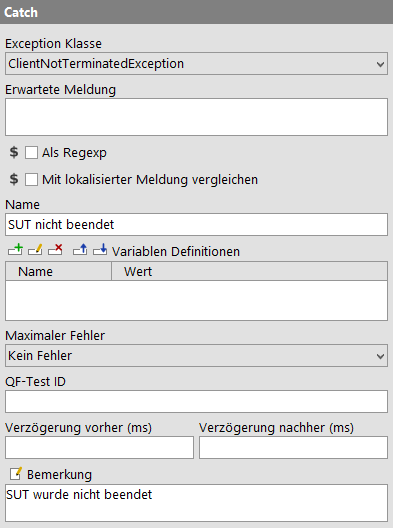 Catch
Exception Klasse
ClientNotTerminatedException
Erwartete Meldung
$ Als Regexp
$ Mit lokalisierter Meldung vergleichen
Name
SUT nicht beendet
Variablen Definitionen
Name Wert
Maximaler Fehler
Kein Fehler
QF-Test ID
Verzögerung vorher (ms) Verzögerung nachher (ms)
Bemerkung
SUT wurde nicht beendet